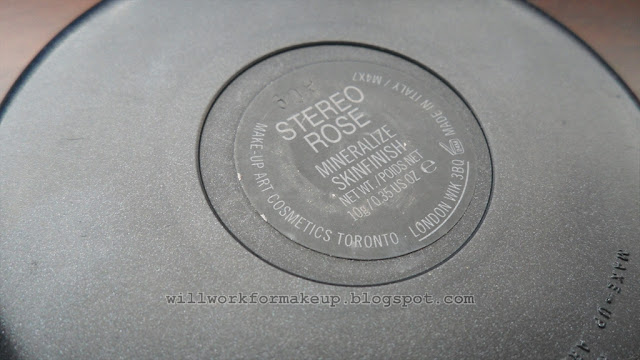 STEREO
ROSE
MINERALIZE
SKINFINISH
NET WT./POIDS NET
10g/0.35 US OZ e
MAKE-UP ART COSMETICS TORONTO · LONDON W1K 3BQ
MADE IN ITALY / M4X7
willworkformakeup.blogspot.com